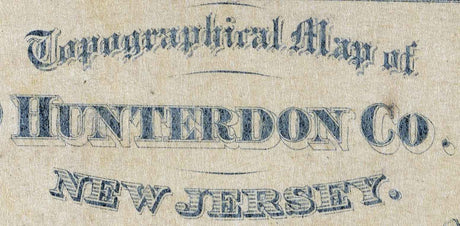 Topographical Map of
HUNTERDON CO.
NEW JERSEY.